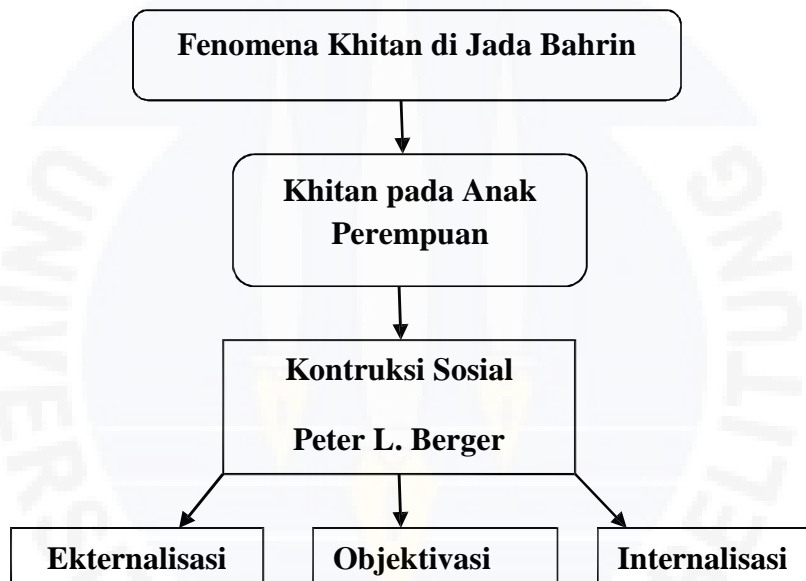 Fenomena Khitan di Jada Bahrin
Khitan pada Anak
Perempuan
Kontruksi Sosial
Peter L. Berger
Ekternalisasi
Objektivasi
Internalisasi